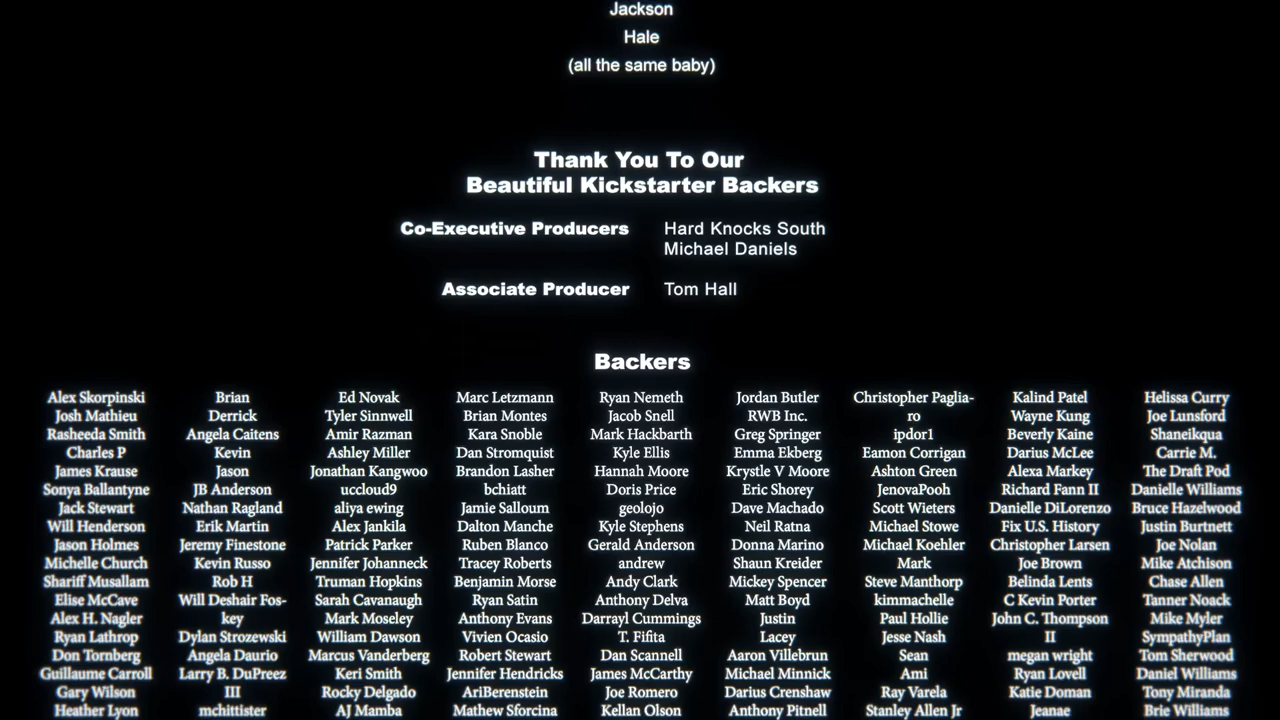 Jackson
Hale
(all the same baby)
Thank You To Our
Beautiful Kickstarter Backers
Co-Executive Producers Hard Knocks South
Michael Daniels
Associate Producer Tom Hall
Backers
Alex Skorpinski
Josh Mathieu
Rasheeda Smith
Charles P
James Krause
Sonya Ballantyne
Jack Stewart
Will Henderson
Jason Holmes
Michelle Church
Shariff Musallam
Elise McCave
Alex H. Nagler
Ryan Lathrop
Don Tornberg
Guillaume Carroll
Gary Wilson
Heather Lyon
Brian
Derrick
Angela Caitens
Kevin
Jason
JB Anderson
Nathan Ragland
Erik Martin
Jeremy Finestone
Kevin Russo
Rob H
Will Deshair Fos-
key
Dylan Strozewski
Angela Daurio
Larry B. DuPreez
III
mchittister
Ed Novak
Tyler Sinnwell
Amir Razman
Ashley Miller
Jonathan Kangwoo
uccloud9
aliya ewing
Alex Jankila
Patrick Parker
Jennifer Johanneck
Truman Hopkins
Sarah Cavanaugh
Mark Moseley
William Dawson
Marcus Vanderberg
Keri Smith
Rocky Delgado
AJ Mamba
Marc Letzmann
Brian Montes
Kara Snoble
Dan Stromquist
Brandon Lasher
bchiatt
Jamie Salloum
Dalton Manche
Ruben Blanco
Tracey Roberts
Benjamin Morse
Ryan Satin
Anthony Evans
Vivien Ocasio
Robert Stewart
Jennifer Hendricks
AriBerenstein
Mathew Sforcina
Ryan Nemeth
Jacob Snell
Mark Hackbarth
Kyle Ellis
Hannah Moore
Doris Price
geolojo
Kyle Stephens
Gerald Anderson
andrew
Andy Clark
Anthony Delva
Darrayl Cummings
T. Fifita
Dan Scannell
James McCarthy
Joe Romero
Kellan Olson
Jordan Butler
RWB Inc.
Greg Springer
Emma Ekberg
Krystle V Moore
Eric Shorey
Dave Machado
Neil Ratna
Donna Marino
Shaun Kreider
Mickey Spencer
Matt Boyd
Justin
Lacey
Aaron Villebrun
Michael Minnick
Darius Crenshaw
Anthony Pitnell
Christopher Paglia-
ro
ipdor1
Eamon Corrigan
Ashton Green
JenovaPooh
Scott Wieters
Michael Stowe
Michael Koehler
Mark
Steve Manthorp
kimmachelle
Paul Hollie
Jesse Nash
Sean
Ami
Ray Varela
Stanley Allen Jr
Kalind Patel
Wayne Kung
Beverly Kaine
Darius McLee
Alexa Markey
Richard Fann II
Danielle DiLorenzo
Fix U.S. History
Christopher Larsen
Joe Brown
Belinda Lents
C Kevin Porter
John C. Thompson
II
megan wright
Ryan Lovell
Katie Doman
Jeanae
Helissa Curry
Joe Lunsford
Shaneikqua
Carrie M.
The Draft Pod
Danielle Williams
Bruce Hazelwood
Justin Burtnett
Joe Nolan
Mike Atchison
Chase Allen
Tanner Noack
Mike Myler
SympathyPlan
Tom Sherwood
Daniel Williams
Tony Miranda
Brie Williams